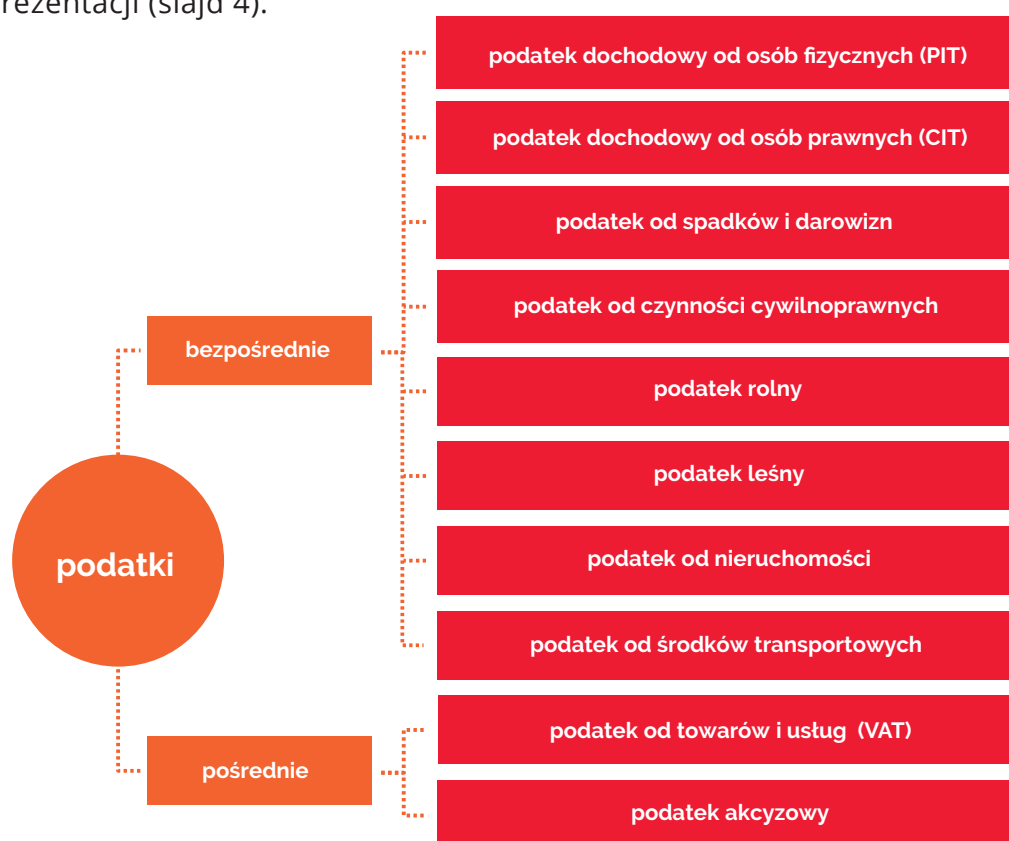 rezentacji (slajd 4).
podatek dochodowy od osób fizycznych (PIT)
podatek dochodowy od osób prawnych (CIT)
podatek od spadków i darowizn
podatek od czynności cywilnoprawnych
bezpośrednie
podatek rolny
podatek leśny
podatki
podatek od nieruchomości
podatek od środków transportowych
podatek od towarów i usług (VAT)
pośrednie
podatek akcyzowy